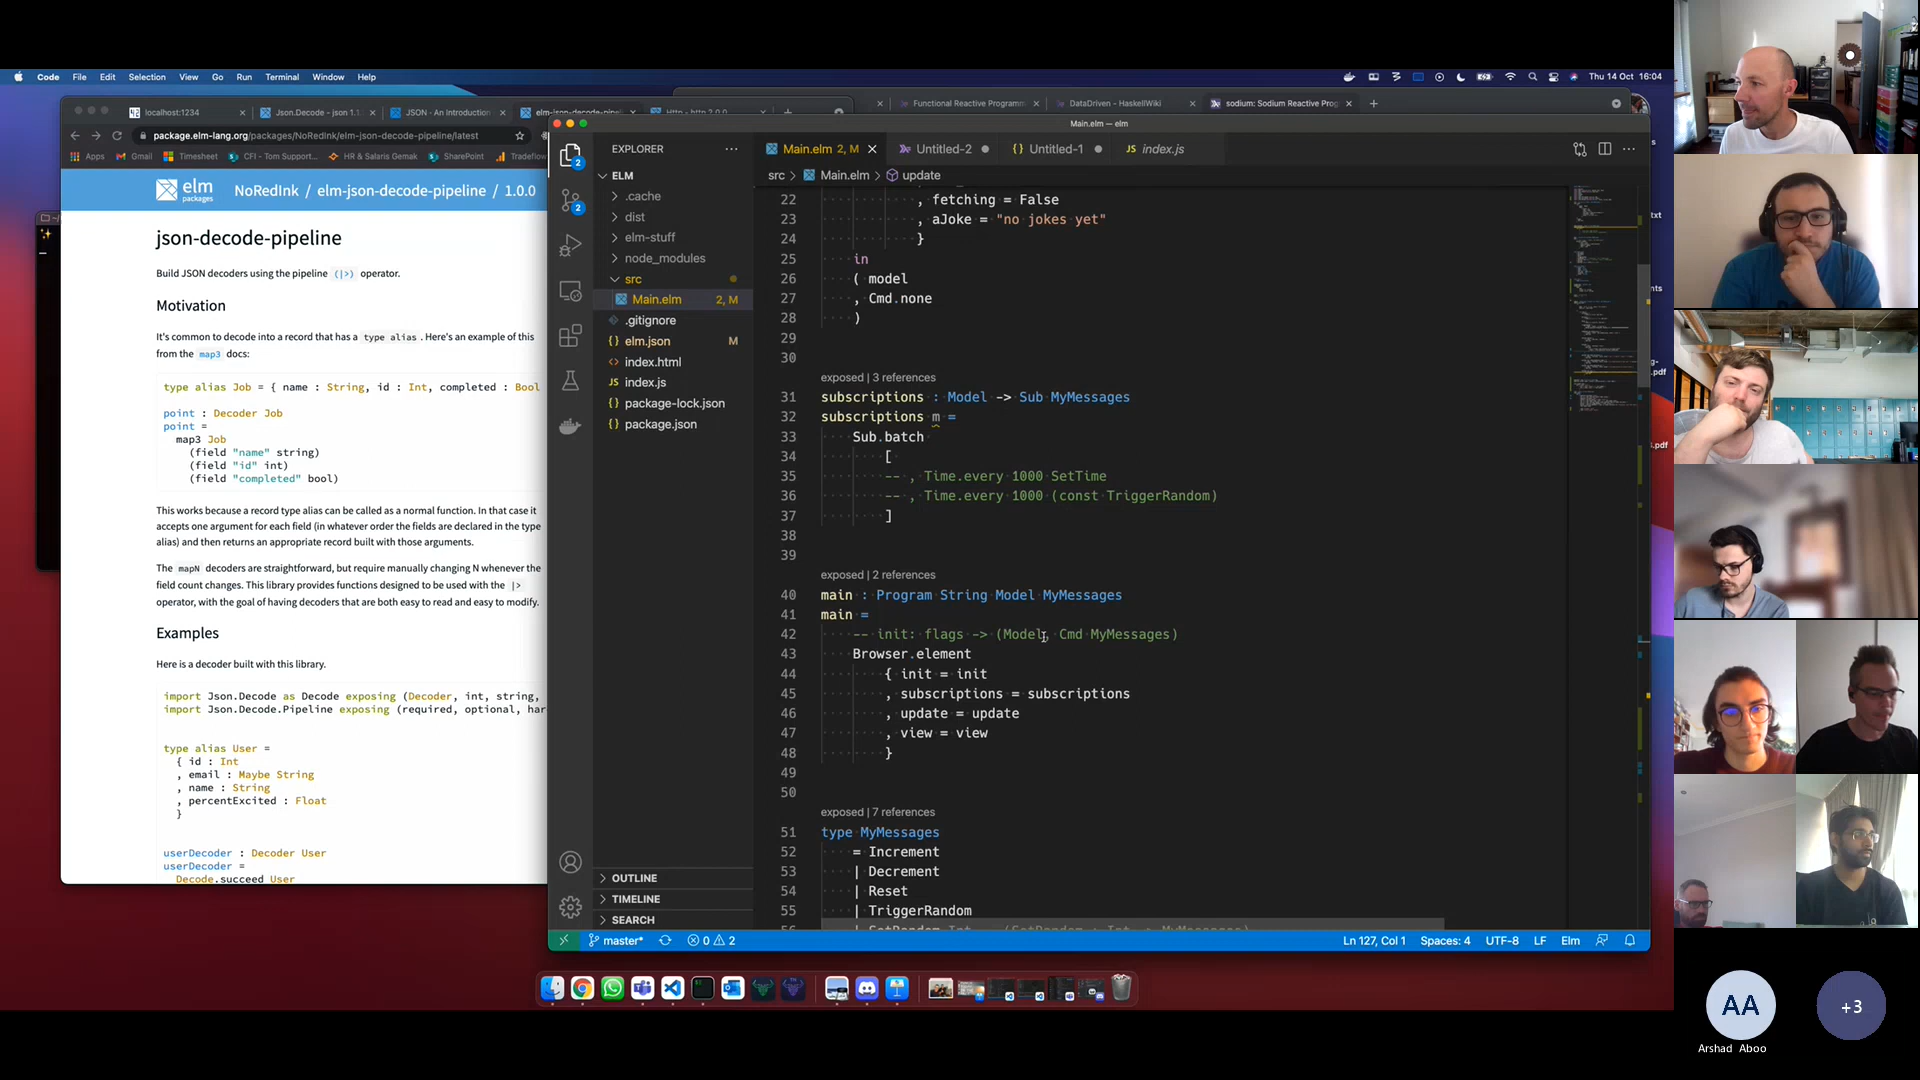 Code File Edit Selection View Go Run Terminal Window Help
Thu 14 Oct 16:04
localhost:1234
Json.Decode - json 1.1.
JSON - An Introduction
elm-json-decode-pipe
Http - http 2.0.0
Functional Reactive Programm
DataDriven - HaskellWiki
sodium: Sodium Reactive Prog
package.elm-lang.org/packages/NoRedInk/elm-json-decode-pipeline/latest
Apps
Gmail
Timesheet
CFI - Tom Support...
HR & Salaris Gemak
SharePoint
Tradeflow
elm
packages
NoRedInk / elm-json-decode-pipeline / 1.0.0
json-decode-pipeline
Build JSON decoders using the pipeline (|>) operator.
Motivation
It's common to decode into a record that has a type alias . Here's an example of this
from the map3 docs:
type alias Job = { name : String, id : Int, completed : Bool
point : Decoder Job
point =
map3 Job
(field "name" string)
(field "id" int)
(field "completed" bool)
This works because a record type alias can be called as a normal function. In that case it
accepts one argument for each field (in whatever order the fields are declared in the type
alias) and then returns an appropriate record built with those arguments.
The mapN decoders are straightforward, but require manually changing N whenever the
field count changes. This library provides functions designed to be used with the |>
operator, with the goal of having decoders that are both easy to read and easy to modify.
Examples
Here is a decoder built with this library.
import Json.Decode as Decode exposing (Decoder, int, string,
import Json.Decode.Pipeline exposing (required, optional, har
type alias User =
{ id : Int
, email : Maybe String
, name : String
, percentExcited : Float
}
userDecoder : Decoder User
userDecoder =
Decode.succeed User
Main.elm — elm
EXPLORER
ELM
.cache
dist
elm-stuff
node_modules
src
Main.elm 2, M
.gitignore
elm.json M
index.html
index.js
package-lock.json
package.json
OUTLINE
TIMELINE
SEARCH
Main.elm 2, M
Untitled-2
Untitled-1
index.js
src > Main.elm > update
22 , fetching = False
23 , aJoke = "no jokes yet"
24 }
25 in
26 ( model
27 , Cmd.none
28 )
29
30
exposed | 3 references
31 subscriptions : Model -> Sub MyMessages
32 subscriptions m =
33 Sub.batch
34 [
35 -- , Time.every 1000 SetTime
36 -- , Time.every 1000 (const TriggerRandom)
37 ]
38
39
exposed | 2 references
40 main : Program String Model MyMessages
41 main =
42 -- init: flags -> (Model, Cmd MyMessages)
43 Browser.element
44 { init = init
45 , subscriptions = subscriptions
46 , update = update
47 , view = view
48 }
49
50
exposed | 7 references
51 type MyMessages
52 = Increment
53 | Decrement
54 | Reset
55 | TriggerRandom
master*
0
2
Ln 127, Col 1
Spaces: 4
UTF-8
LF
Elm
AA
Arshad Aboo
+3